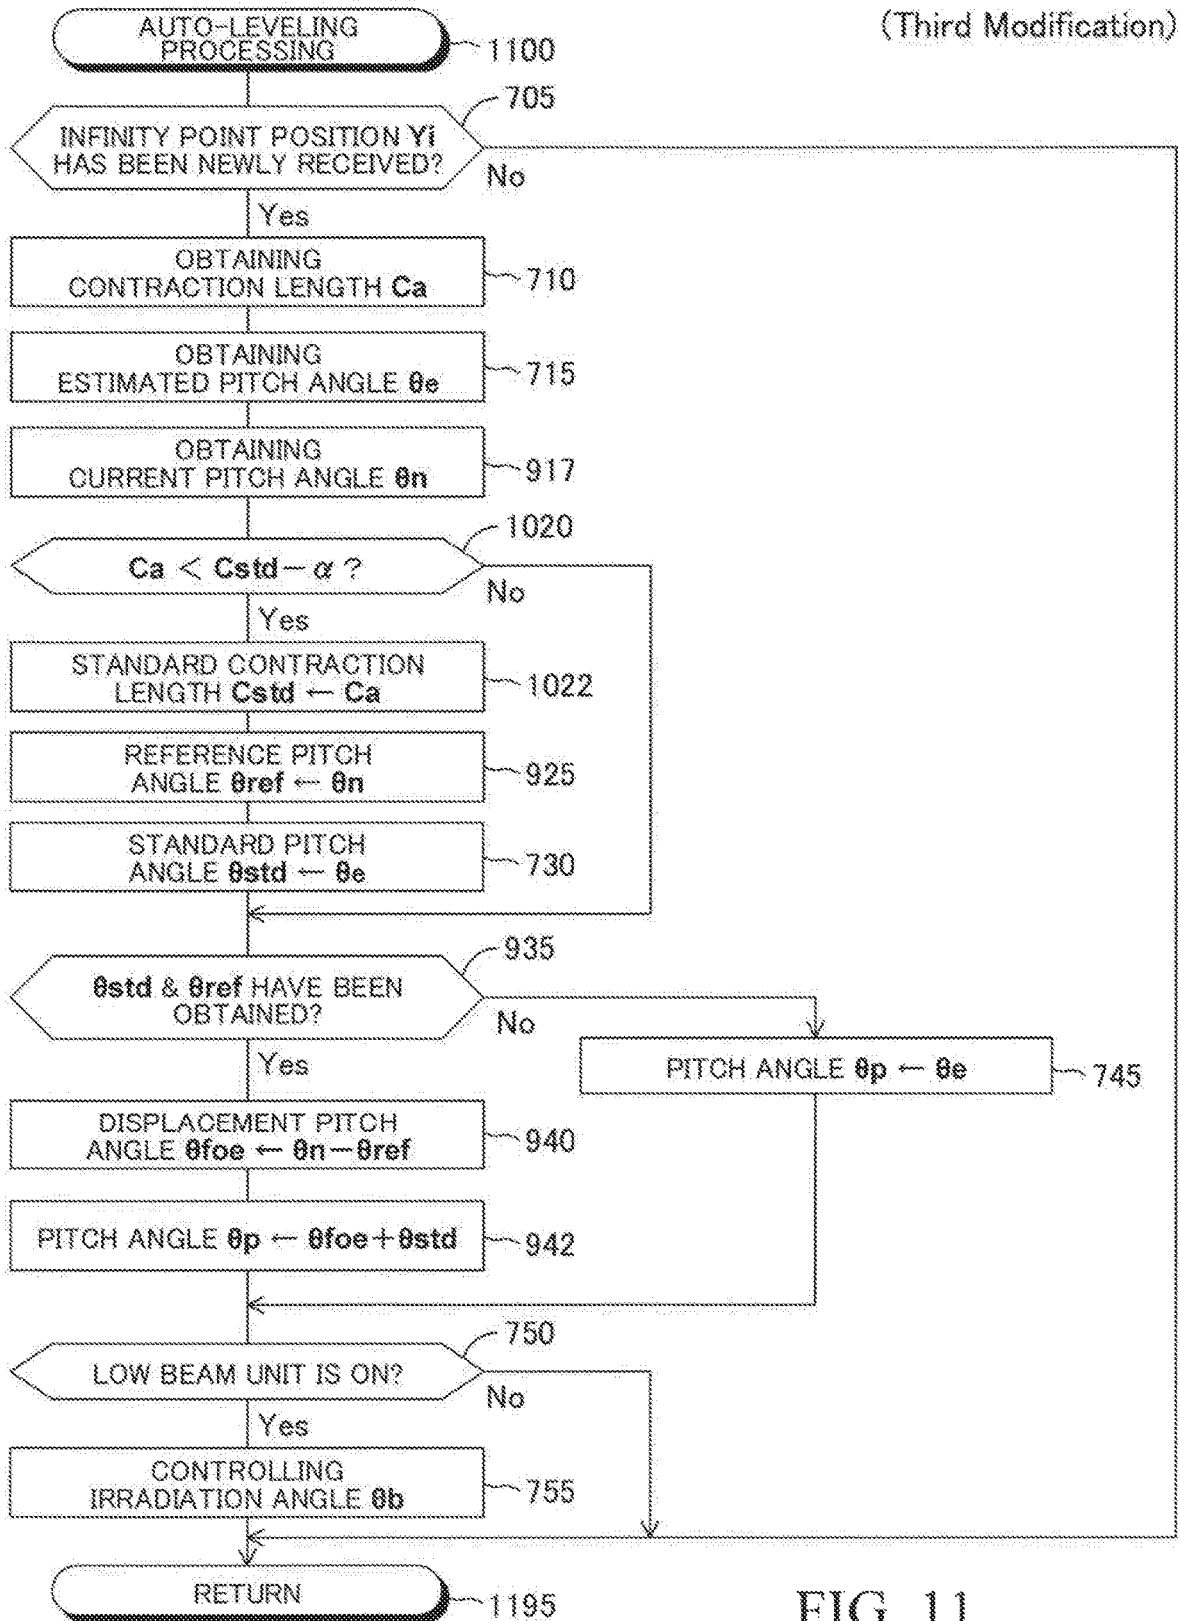 (Third Modification)
AUTO-LEVELING
PROCESSING
1100
705
INFINITY POINT POSITION Yi
HAS BEEN NEWLY RECEIVED?
No
Yes
OBTAINING
CONTRACTION LENGTH Ca
710
OBTAINING
ESTIMATED PITCH ANGLE θe
715
OBTAINING
CURRENT PITCH ANGLE θn
917
1020
Ca < Cstd－α ?
No
Yes
STANDARD CONTRACTION
LENGTH Cstd ← Ca
1022
REFERENCE PITCH
ANGLE θref ← θn
925
STANDARD PITCH
ANGLE θstd ← θe
730
935
θstd & θref HAVE BEEN
OBTAINED?
No
Yes
PITCH ANGLE θp ← θe
745
DISPLACEMENT PITCH
ANGLE θfoe ← θn－θref
940
PITCH ANGLE θp ← θfoe＋θstd
942
750
LOW BEAM UNIT IS ON?
No
Yes
CONTROLLING
IRRADIATION ANGLE θb
755
RETURN
1195
FIG. 11